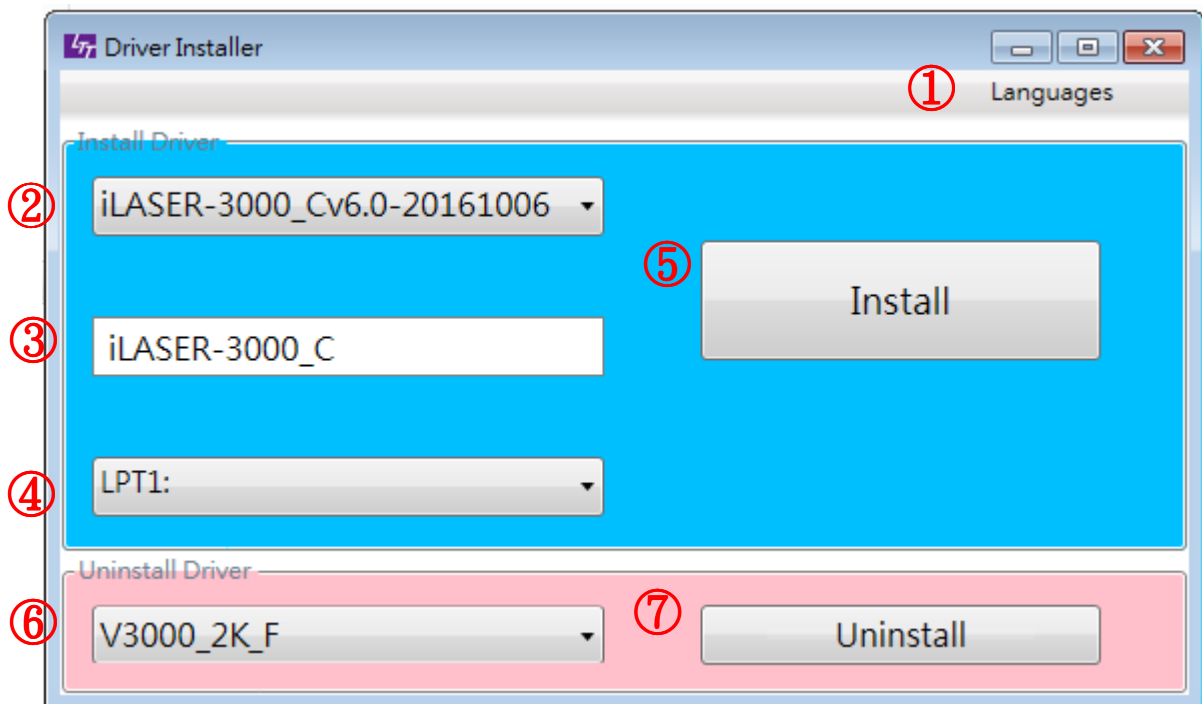 LTT Driver Installer
① Languages
Install Driver
② iLASER-3000_Cv6.0-20161006
⑤ Install
③ iLASER-3000_C
④ LPT1:
Uninstall Driver
⑥ V3000_2K_F
⑦ Uninstall